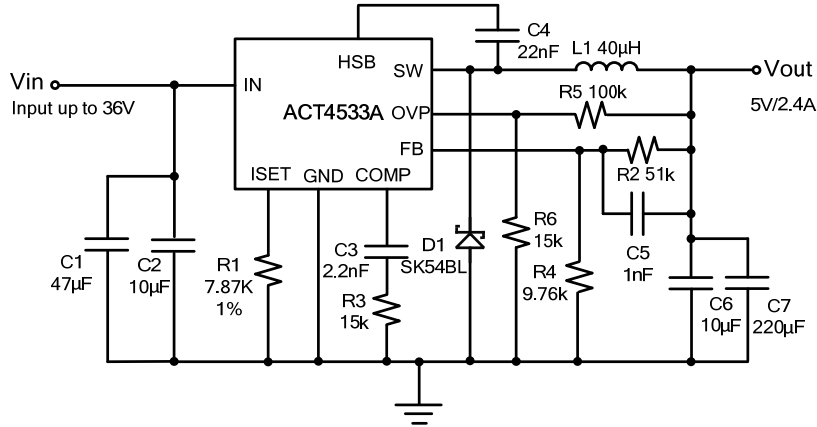 C4
22nF
L1 40μH
HSB
SW
Vin
IN
Vout
Input up to 36V
ACT4533A
OVP
R5 100k
5V/2.4A
FB
ISET
GND
COMP
R2 51k
C1
47μF
C2
10μF
R1
7.87K
1%
C3
2.2nF
R3
15k
D1
SK54BL
R6
15k
R4
9.76k
C5
1nF
C6
10μF
C7
220μF